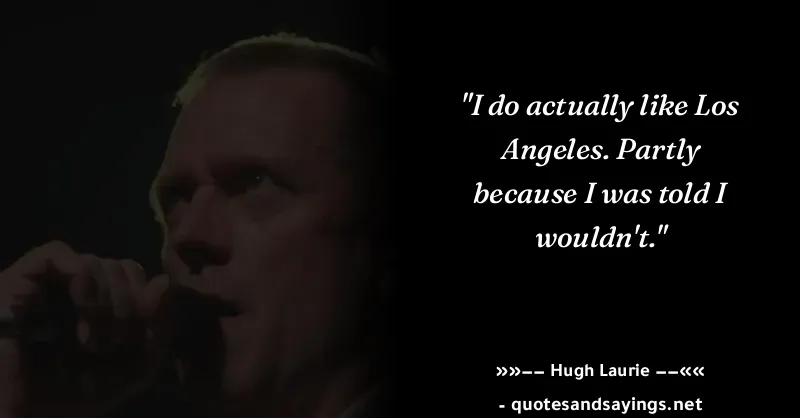 "I do actually like Los
Angeles. Partly
because I was told I
wouldn't."
»»–– Hugh Laurie ––««
- quotesandsayings.net